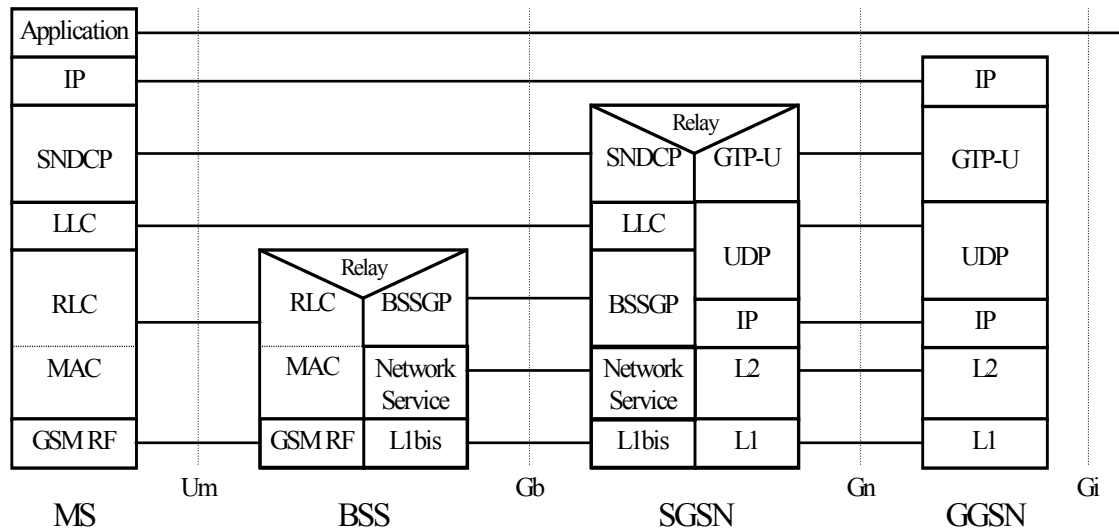 Application
IP
IP
Relay
SNDCP
SNDCP
GTP-U
GTP-U
LLC
LLC
UDP
UDP
Relay
RLC
RLC
BSSGP
BSSGP
IP
IP
MAC
MAC
Network
Service
Network
Service
L2
L2
GSM RF
GSM RF
L1bis
L1bis
L1
L1
Um
Gb
Gn
Gi
MS
BSS
SGSN
GGSN